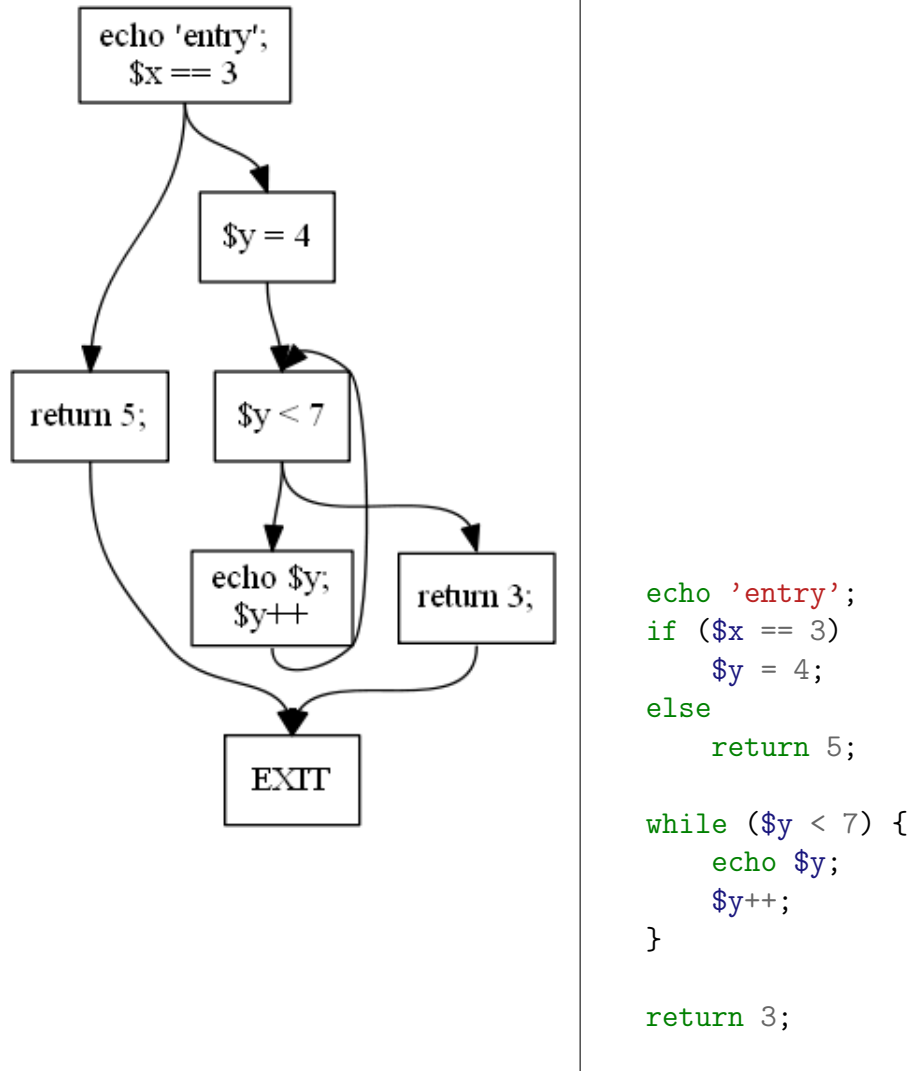 echo 'entry';
$x == 3
$y = 4
return 5;
$y < 7
echo $y;
$y++
return 3;
EXIT
echo 'entry';
if ($x == 3)
    $y = 4;
else
    return 5;

while ($y < 7) {
    echo $y;
    $y++;
}

return 3;